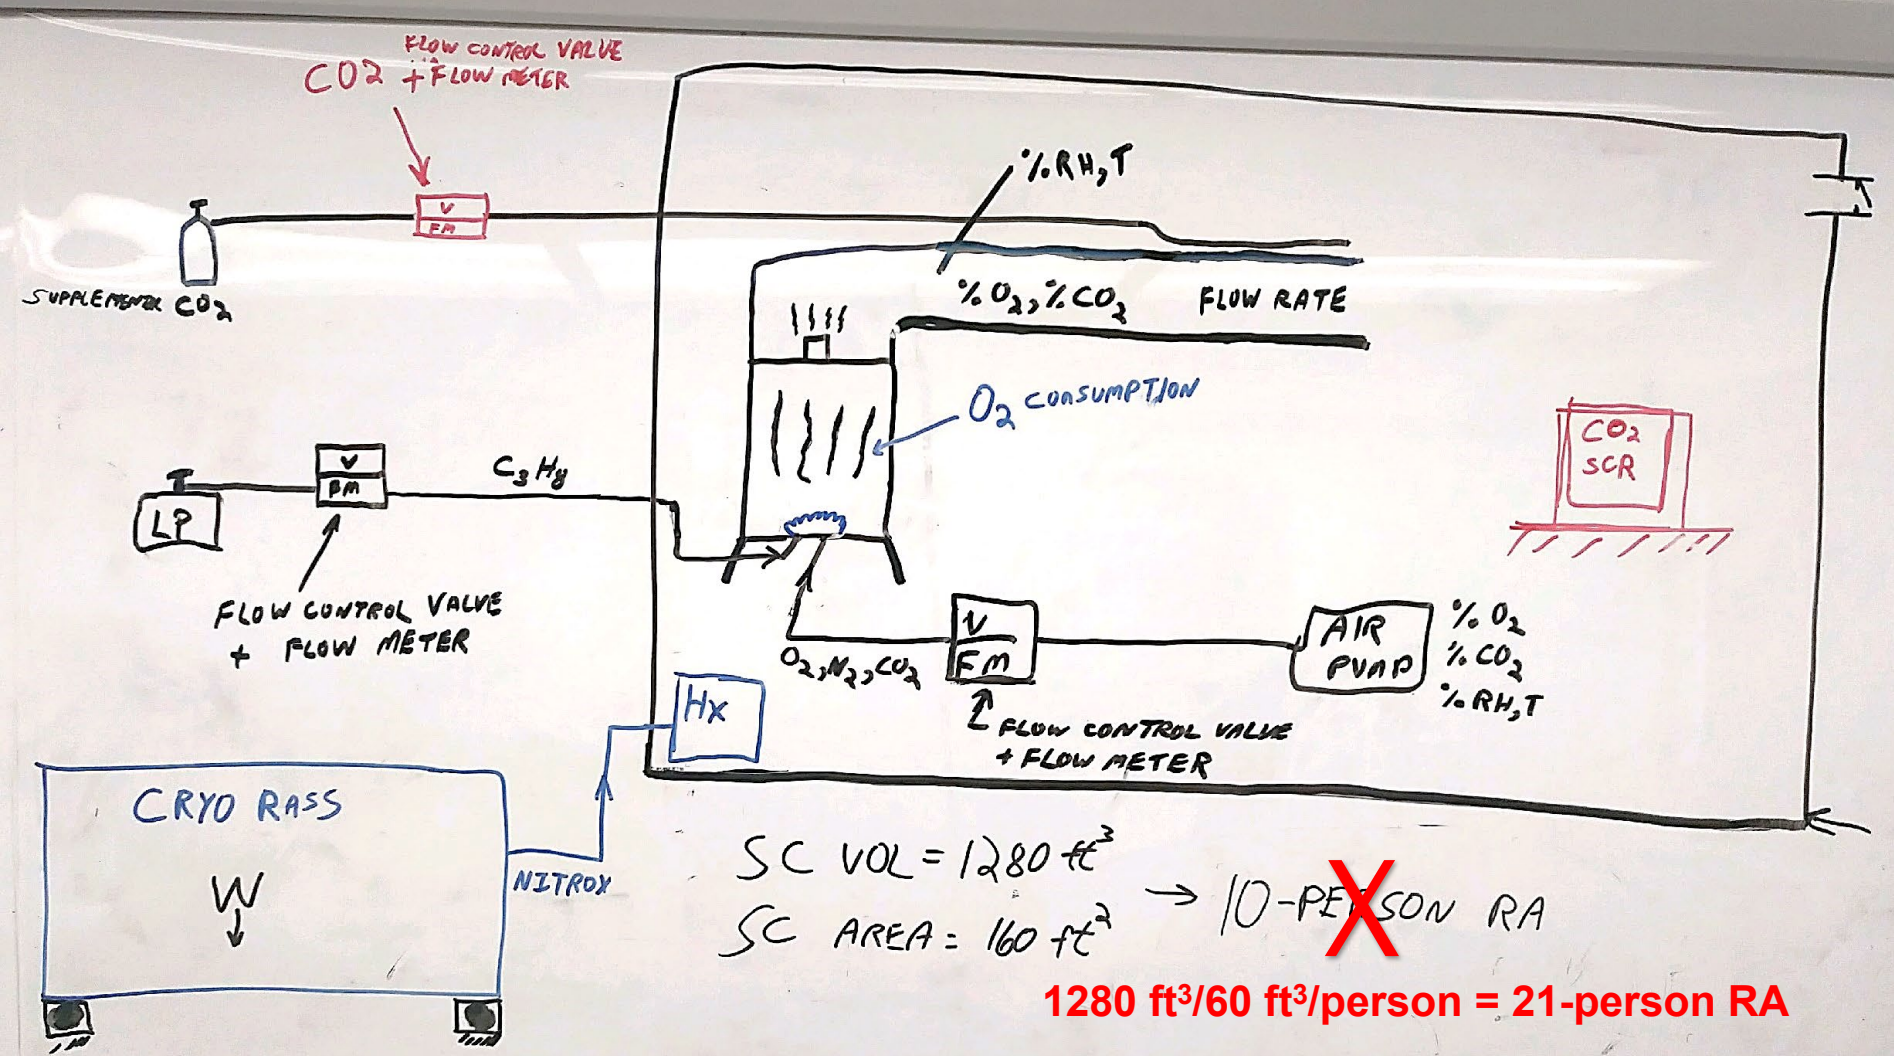 FLOW CONTROL VALVE
CO2 + FLOW METER
%RH,T
V
FM
SUPPLEMENTAL CO2
%O2,%CO2 FLOW RATE
O2 CONSUMPTION
CO2
SCR
C3H8
V
FM
LP
FLOW CONTROL VALVE
+ FLOW METER
V
FM
AIR
PUMP
% O2
% CO2
%RH,T
O2,N2,CO2
FLOW CONTROL VALVE
+ FLOW METER
HX
CRYO RASS
W
NITROX
SC VOL = 1280 ft³
SC AREA = 160 ft²
→ 10-PERSON RA
X
1280 ft³/60 ft³/person = 21-person RA